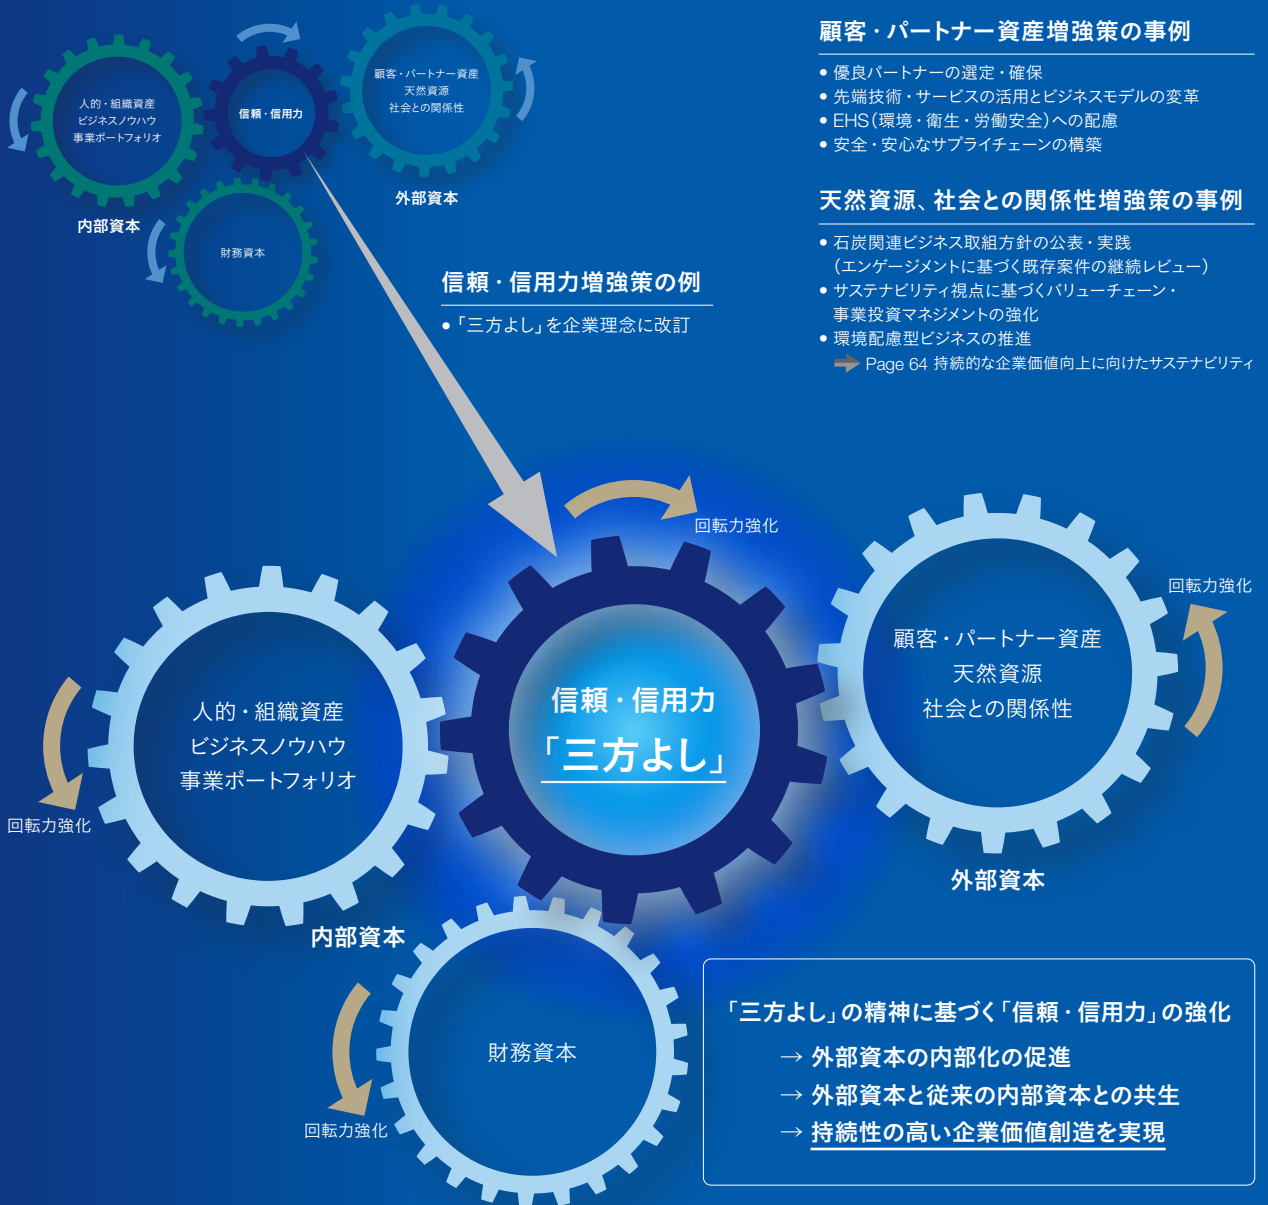 人的・組織資産
ビジネスノウハウ
事業ポートフォリオ
内部資本
信頼・信用力
顧客・パートナー資産
天然資源
社会との関係性
外部資本
財務資本
信頼・信用力増強策の例
•「三方よし」を企業理念に改訂
顧客・パートナー資産増強策の事例
• 優良パートナーの選定・確保
• 先端技術・サービスの活用とビジネスモデルの変革
• EHS（環境・衛生・労働安全）への配慮
• 安全・安心なサプライチェーンの構築
天然資源、社会との関係性増強策の事例
• 石炭関連ビジネス取組方針の公表・実践
（エンゲージメントに基づく既存案件の継続レビュー）
• サステナビリティ視点に基づくバリューチェーン・
事業投資マネジメントの強化
• 環境配慮型ビジネスの推進
Page 64 持続的な企業価値向上に向けたサステナビリティ
回転力強化
人的・組織資産
ビジネスノウハウ
事業ポートフォリオ
回転力強化
内部資本
信頼・信用力
「三方よし」
顧客・パートナー資産
天然資源
社会との関係性
回転力強化
外部資本
財務資本
回転力強化
「三方よし」の精神に基づく「信頼・信用力」の強化
→ 外部資本の内部化の促進
→ 外部資本と従来の内部資本との共生
→ 持続性の高い企業価値創造を実現